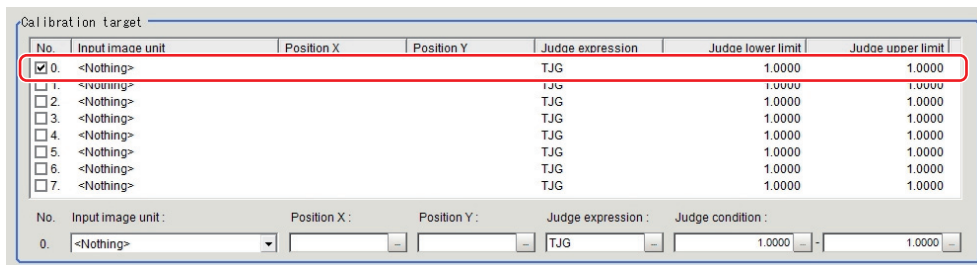 Calibration target
No. Input image unit Position X Position Y Judge expression Judge lower limit Judge upper limit
0. <Nothing> TJG 1.0000 1.0000
1. <Nothing> TJG 1.0000 1.0000
2. <Nothing> TJG 1.0000 1.0000
3. <Nothing> TJG 1.0000 1.0000
4. <Nothing> TJG 1.0000 1.0000
5. <Nothing> TJG 1.0000 1.0000
6. <Nothing> TJG 1.0000 1.0000
7. <Nothing> TJG 1.0000 1.0000
No. Input image unit : Position X : Position Y : Judge expression : Judge condition :
0. <Nothing> ... ... TJG ... 1.0000 ... - 1.0000 ...